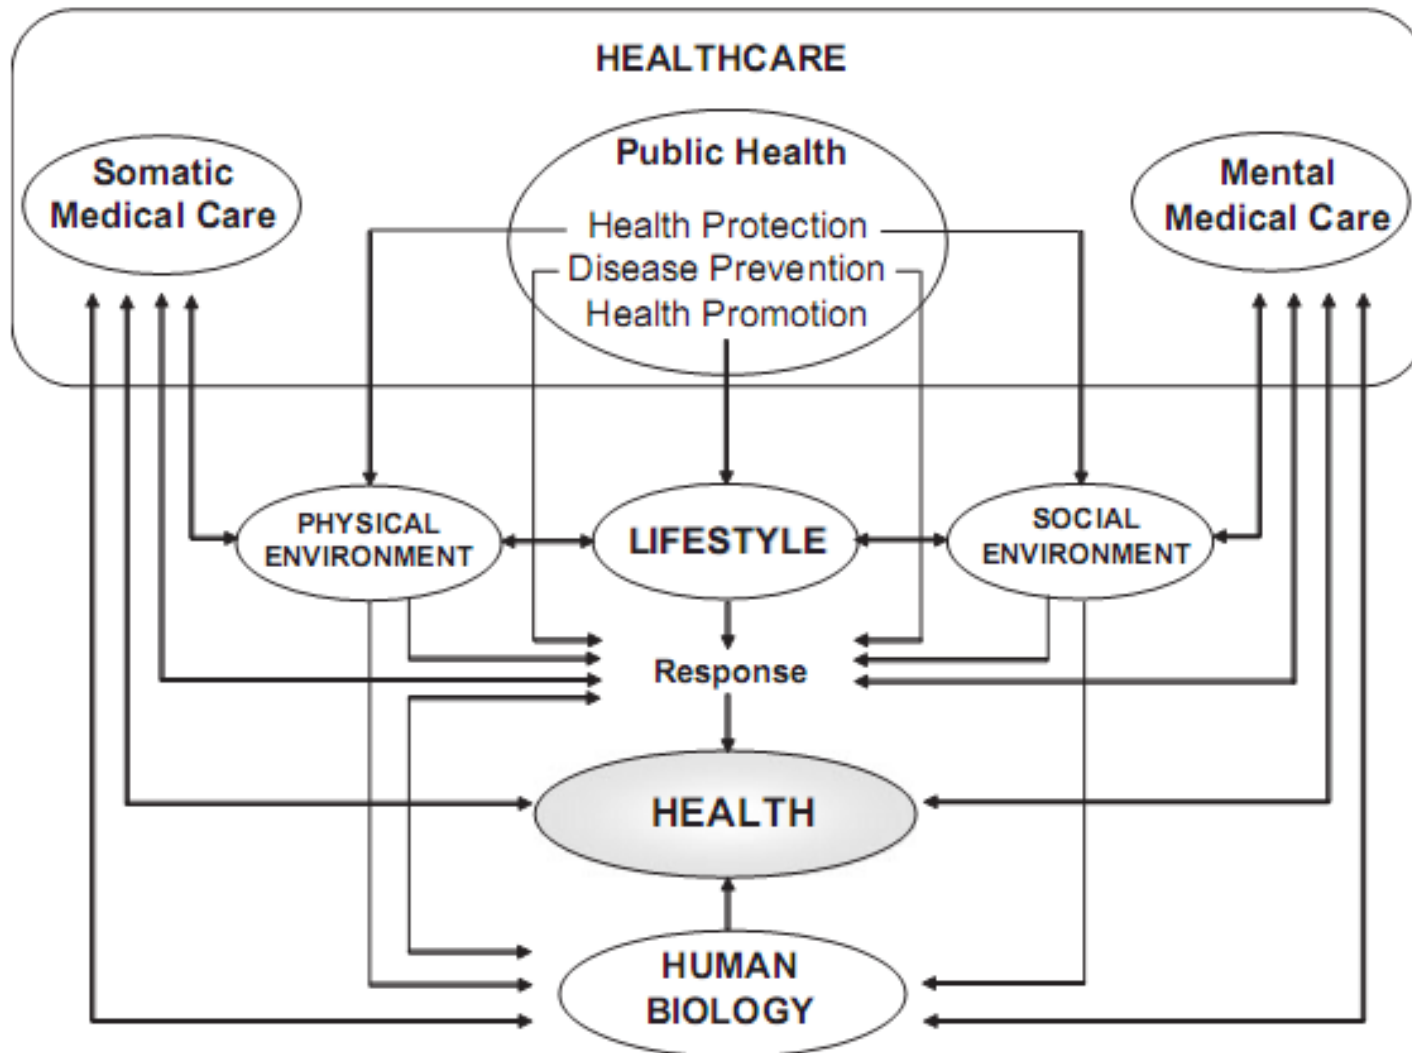 HEALTHCARE
Somatic
Medical Care
Public Health
Health Protection
Disease Prevention
Health Promotion
Mental
Medical Care
PHYSICAL
ENVIRONMENT
LIFESTYLE
SOCIAL
ENVIRONMENT
Response
HEALTH
HUMAN
BIOLOGY